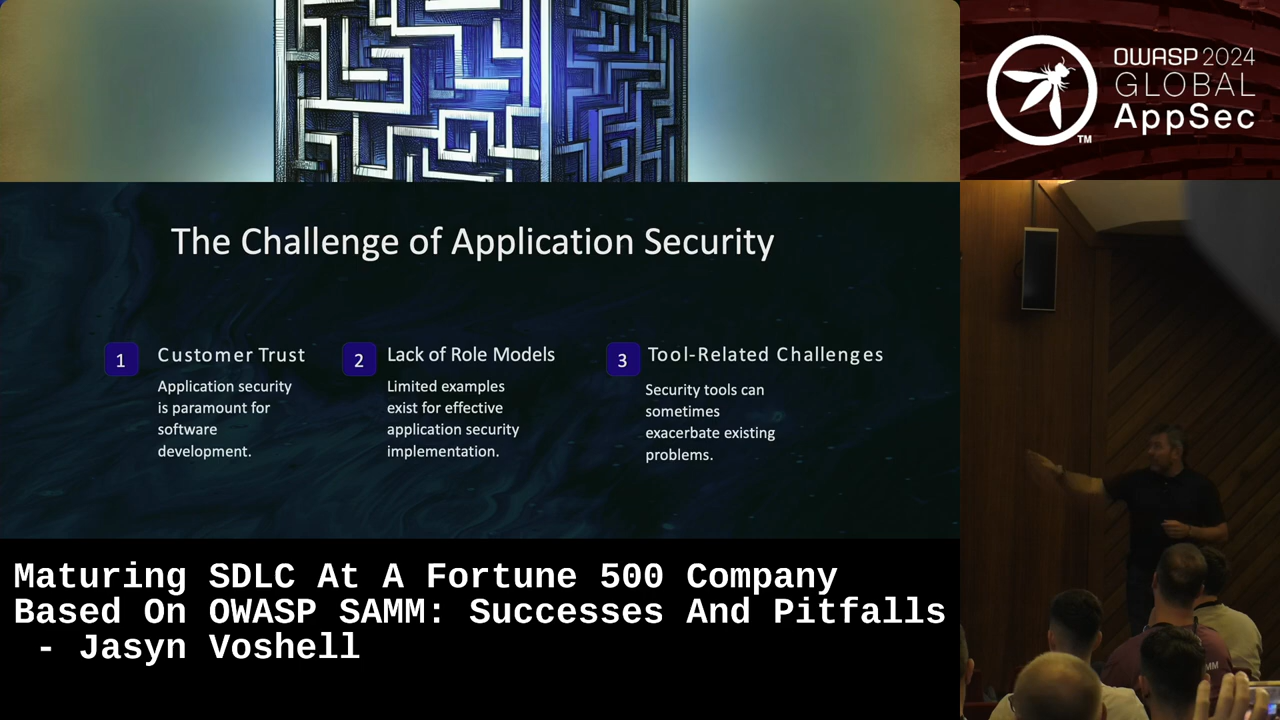 The Challenge of Application Security
1
Customer Trust
Application security
is paramount for
software
development.
2
Lack of Role Models
Limited examples
exist for effective
application security
implementation.
3
Tool-Related Challenges
Security tools can
sometimes
exacerbate existing
problems.
OWASP 2024
GLOBAL
AppSec
TM
MM
Maturing SDLC At A Fortune 500 Company
Based On OWASP SAMM: Successes And Pitfalls
- Jasyn Voshell